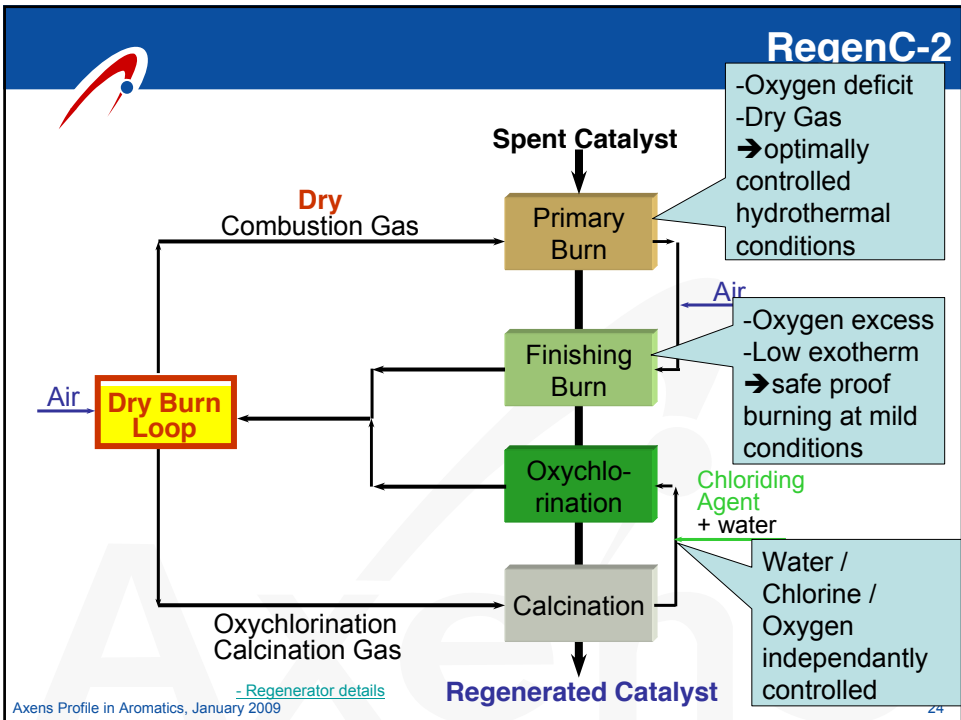 RegenC-2
-Oxygen deficit
-Dry Gas
➔optimally
controlled
hydrothermal
conditions
Spent Catalyst
Dry
Combustion Gas
Primary
Burn
Air
-Oxygen excess
-Low exotherm
➔safe proof
burning at mild
conditions
Finishing
Burn
Air
Dry Burn
Loop
Oxychlo-
rination
Chloriding
Agent
+ water
Water /
Chlorine /
Oxygen
independantly
controlled
Calcination
Oxychlorination
Calcination Gas
- Regenerator details
Regenerated Catalyst
Axens Profile in Aromatics, January 2009
24
Axens